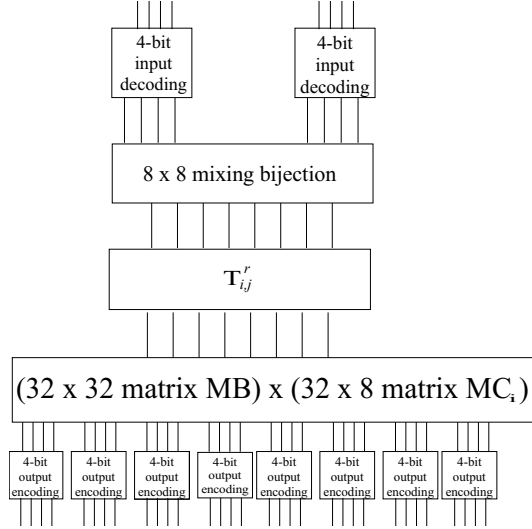 4-bit
input
decoding
4-bit
input
decoding
8 x 8 mixing bijection
T_{i,j}^{r}
(32 x 32 matrix MB) x (32 x 8 matrix MC_i)
4-bit
output
encoding
4-bit
output
encoding
4-bit
output
encoding
4-bit
output
encoding
4-bit
output
encoding
4-bit
output
encoding
4-bit
output
encoding
4-bit
output
encoding